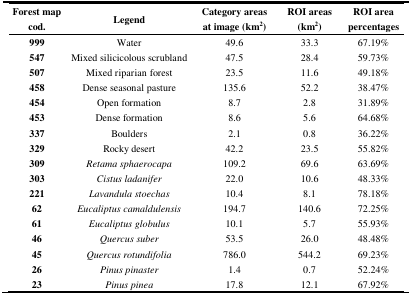 Forest map cod. Legend Category areas at image (km²) ROI areas (km²) ROI area percentages
999 Water 49.6 33.3 67.19%
547 Mixed silicicolous scrubland 47.5 28.4 59.73%
507 Mixed riparian forest 23.5 11.6 49.18%
458 Dense seasonal pasture 135.6 52.2 38.47%
454 Open formation 8.7 2.8 31.89%
453 Dense formation 8.6 5.6 64.68%
337 Boulders 2.1 0.8 36.22%
329 Rocky desert 42.2 23.5 55.82%
309 Retama sphaerocapa 109.2 69.6 63.69%
303 Cistus ladanifer 22.0 10.6 48.33%
221 Lavandula stoechas 10.4 8.1 78.18%
62 Eucaliptus camaldulensis 194.7 140.6 72.25%
61 Eucaliptus globulus 10.1 5.7 55.93%
46 Quercus suber 53.5 26.0 48.48%
45 Quercus rotundifolia 786.0 544.2 69.23%
26 Pinus pinaster 1.4 0.7 52.24%
23 Pinus pinea 17.8 12.1 67.92%